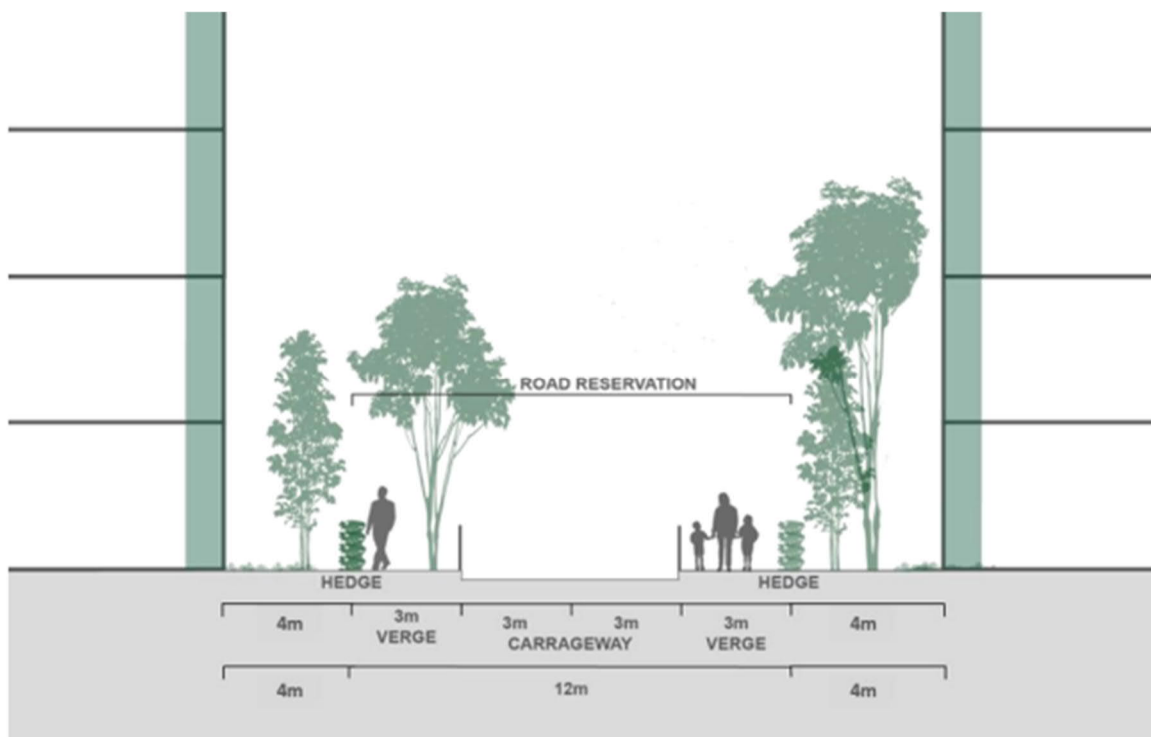 ROAD RESERVATION
HEDGE HEDGE
4m 3m 3m 3m 3m 4m
VERGE CARRAGEWAY VERGE
4m 12m 4m